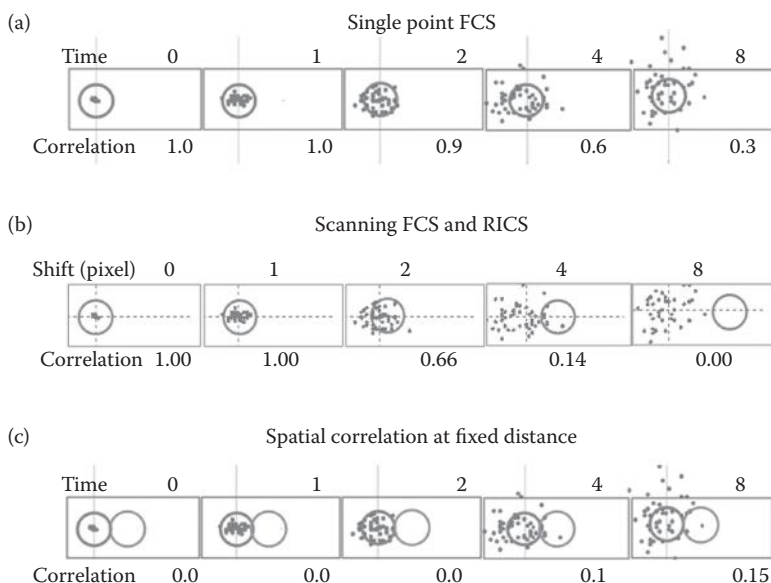 (a) Single point FCS
Time 0 1 2 4 8
Correlation 1.0 1.0 0.9 0.6 0.3
(b) Scanning FCS and RICS
Shift (pixel) 0 1 2 4 8
Correlation 1.00 1.00 0.66 0.14 0.00
(c) Spatial correlation at fixed distance
Time 0 1 2 4 8
Correlation 0.0 0.0 0.0 0.1 0.15